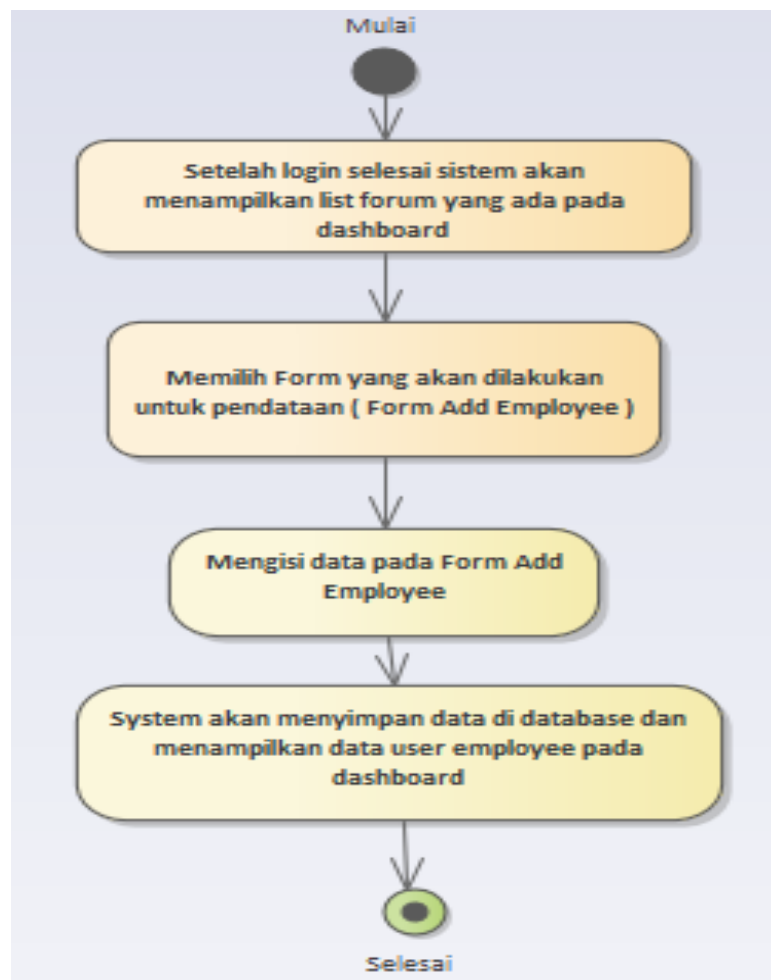 Mulai
Setelah login selesai sistem akan
menampilkan list forum yang ada pada
dashboard
Memilih Form yang akan dilakukan
untuk pendataan ( Form Add Employee )
Mengisi data pada Form Add
Employee
System akan menyimpan data di database dan
menampilkan data user employee pada
dashboard
Selesai